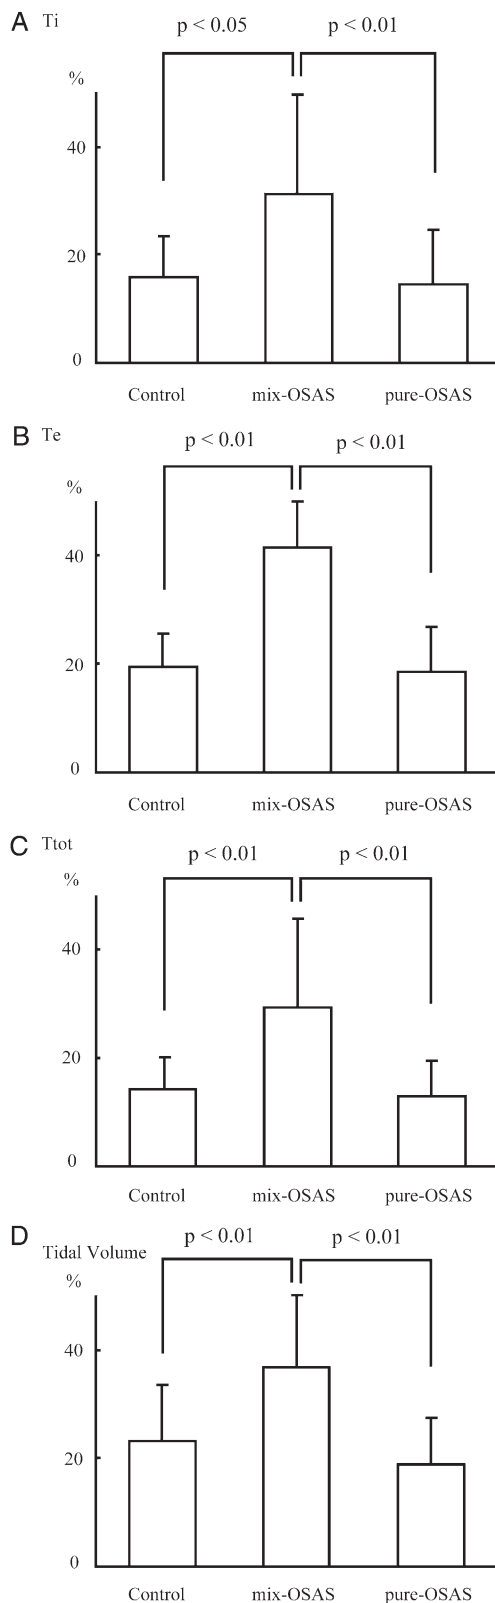 A Ti
p < 0.05 p < 0.01
%
40
20
0
Control mix-OSAS pure-OSAS
B Te
p < 0.01 p < 0.01
%
40
20
0
Control mix-OSAS pure-OSAS
C Ttot
p < 0.01 p < 0.01
%
40
20
0
Control mix-OSAS pure-OSAS
D
p < 0.01 p < 0.01
Tidal Volume
%
40
20
0
Control mix-OSAS pure-OSAS